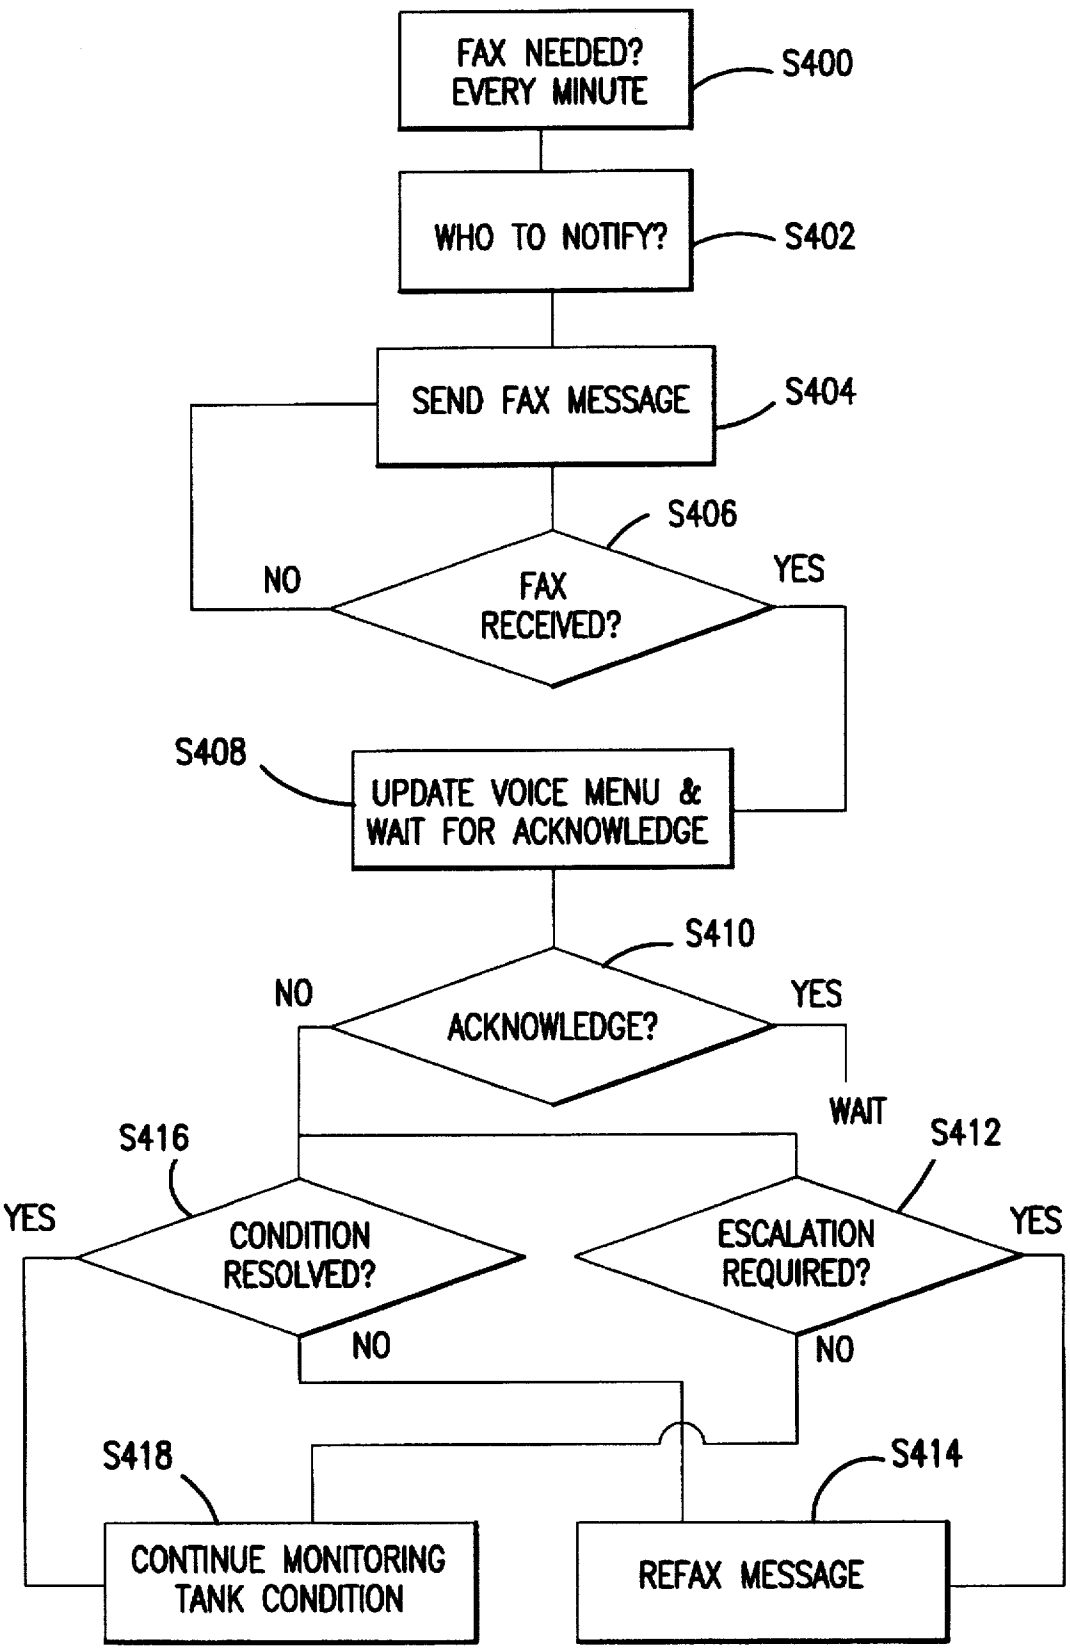 FAX NEEDED?
EVERY MINUTE
S400
WHO TO NOTIFY?
S402
SEND FAX MESSAGE
S404
S406
NO
YES
FAX
RECEIVED?
S408
UPDATE VOICE MENU &
WAIT FOR ACKNOWLEDGE
S410
NO
YES
ACKNOWLEDGE?
WAIT
S416
S412
YES
CONDITION
RESOLVED?
ESCALATION
REQUIRED?
YES
NO
NO
S418
S414
CONTINUE MONITORING
TANK CONDITION
REFAX MESSAGE